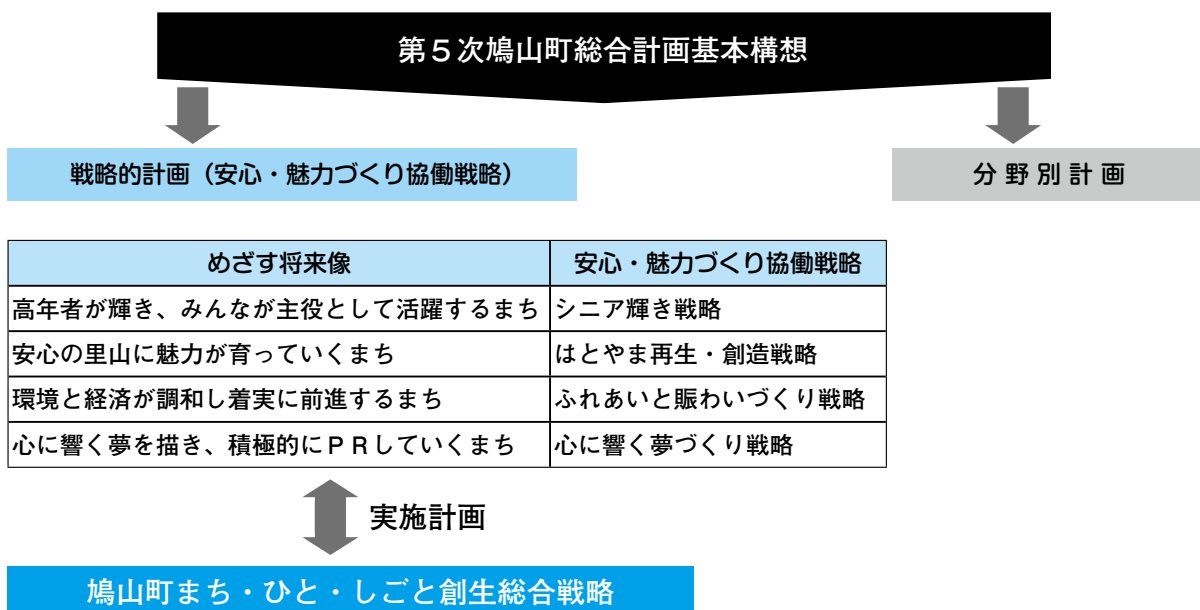 第５次鳩山町総合計画基本構想
戦略的計画（安心・魅力づくり協働戦略）
分野別計画
めざす将来像
安心・魅力づくり協働戦略
高年者が輝き、みんなが主役として活躍するまち
シニア輝き戦略
安心の里山に魅力が育っていくまち
はとやま再生・創造戦略
環境と経済が調和し着実に前進するまち
ふれあいと賑わいづくり戦略
心に響く夢を描き、積極的にＰＲしていくまち
心に響く夢づくり戦略
実施計画
鳩山町まち・ひと・しごと創生総合戦略